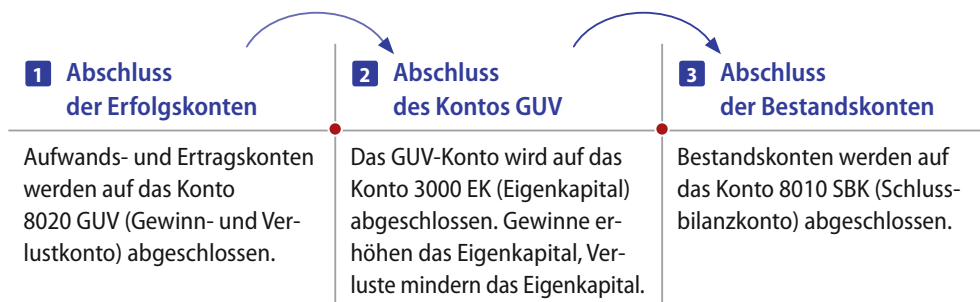 1 Abschluss
der Erfolgskonten
Aufwands- und Ertragskonten
werden auf das Konto
8020 GUV (Gewinn- und Ver-
lustkonto) abgeschlossen.
2 Abschluss
des Kontos GUV
Das GUV-Konto wird auf das
Konto 3000 EK (Eigenkapital)
abgeschlossen. Gewinne er-
höhen das Eigenkapital, Ver-
luste mindern das Eigenkapital.
3 Abschluss
der Bestandskonten
Bestandskonten werden auf
das Konto 8010 SBK (Schluss-
bilanzkonto) abgeschlossen.